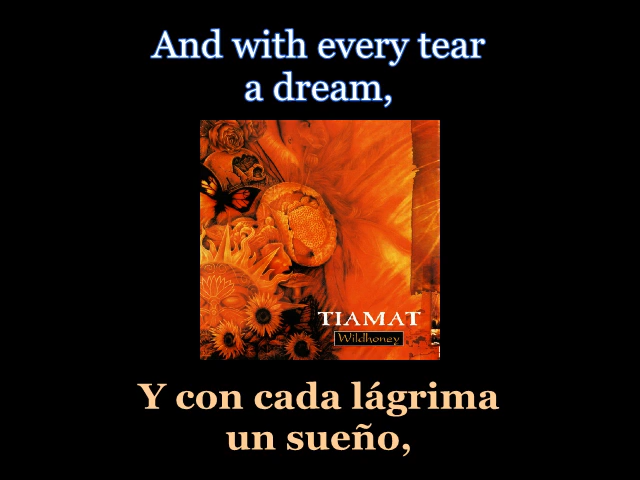 And with every tear
a dream,
TIAMAT
Wildhoney
Y con cada lágrima
un sueño,